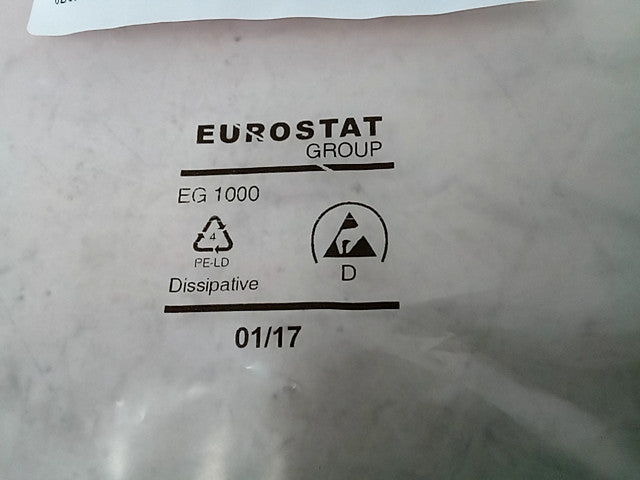 EUROSTAT
GROUP
EG 1000
4
PE-LD
Dissipative
D
01/17